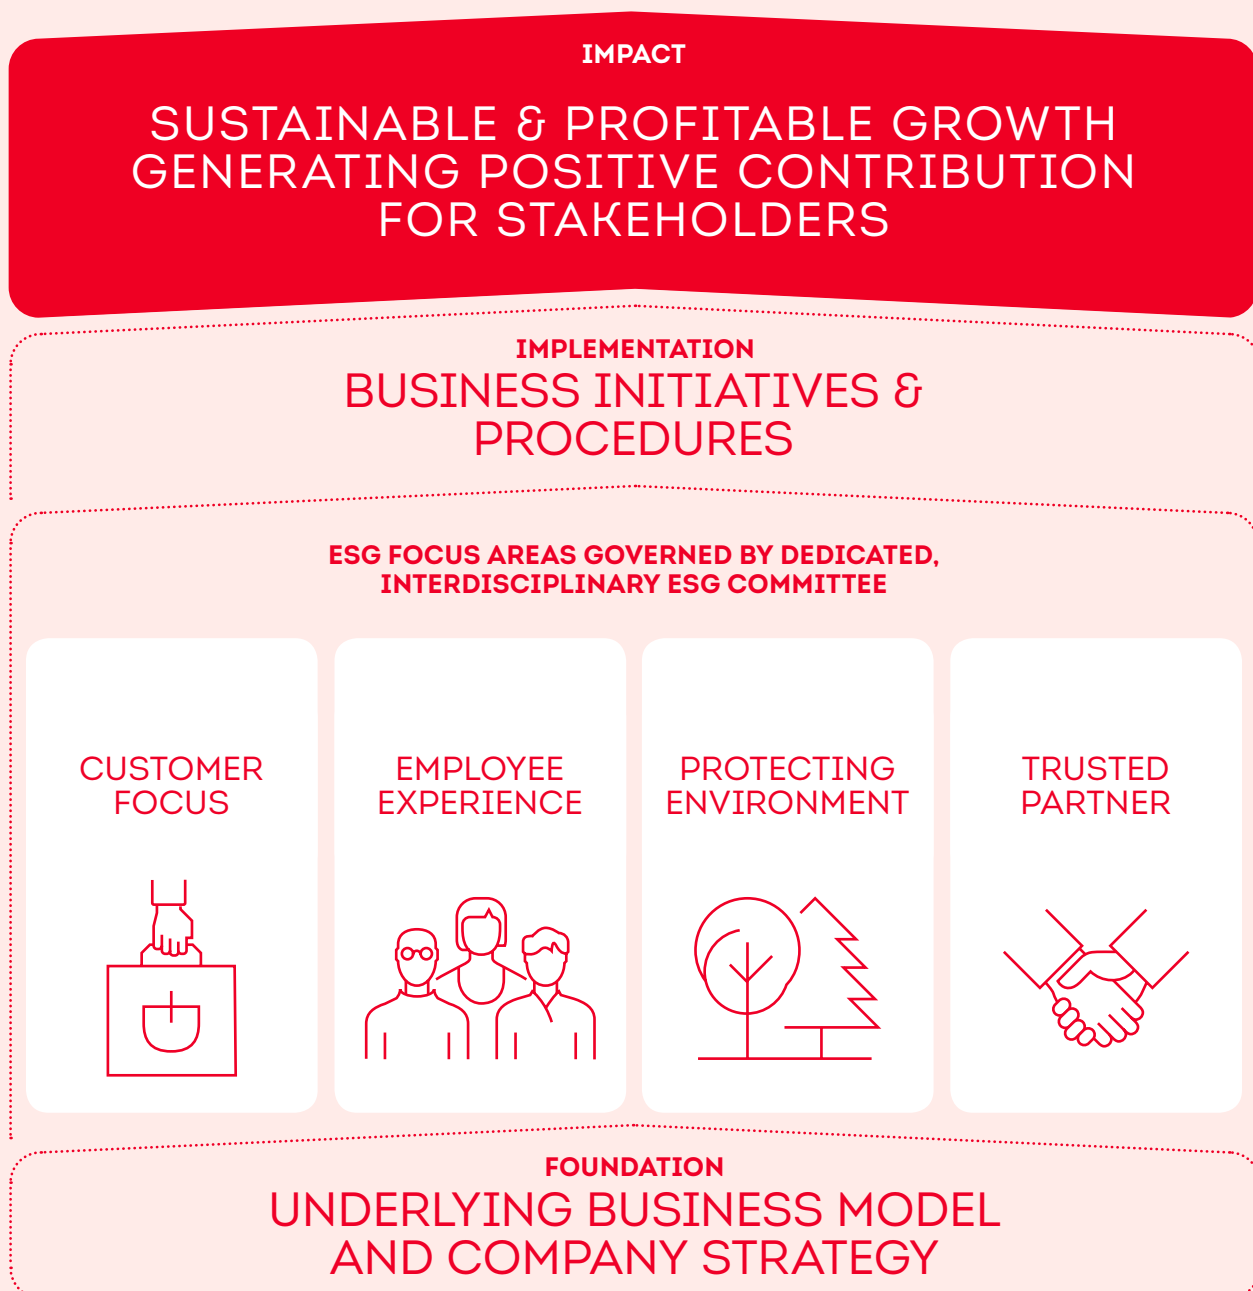 IMPACT
SUSTAINABLE & PROFITABLE GROWTH
GENERATING POSITIVE CONTRIBUTION
FOR STAKEHOLDERS
IMPLEMENTATION
BUSINESS INITIATIVES &
PROCEDURES
ESG FOCUS AREAS GOVERNED BY DEDICATED,
INTERDISCIPLINARY ESG COMMITTEE
CUSTOMER
FOCUS
EMPLOYEE
EXPERIENCE
PROTECTING
ENVIRONMENT
TRUSTED
PARTNER
FOUNDATION
UNDERLYING BUSINESS MODEL
AND COMPANY STRATEGY